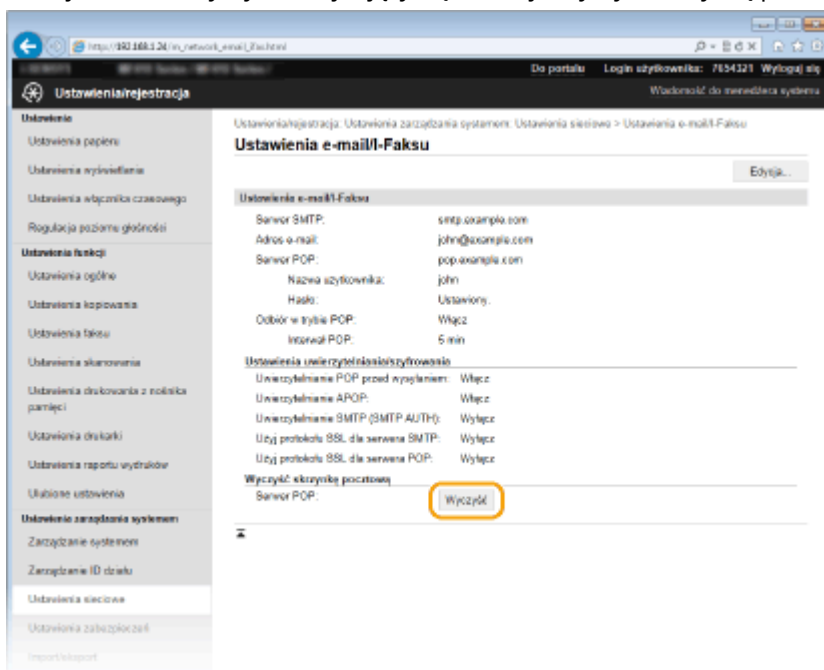 http://192.168.1.24/m_network_email_ifax.html
Do portalu Login użytkownika: 7654321 Wyloguj się
Ustawienia/rejestracja
Wiadomość do menedżera systemu
Ustawienia
Ustawienia papieru
Ustawienia wyświetlania
Ustawienia włącznika czasowego
Regulacja poziomu głośności
Ustawienia funkcji
Ustawienia ogólne
Ustawienia kopiowania
Ustawienia faksu
Ustawienia skanowania
Ustawienia drukowania z nośnika pamięci
Ustawienia drukarki
Ustawienia raportu wydruków
Ulubione ustawienia
Ustawienia zarządzania systemem
Zarządzanie systemem
Zarządzanie ID działu
Ustawienia sieciowe
Ustawienia zabezpieczeń
Import/eksport
Ustawienia/rejestracja: Ustawienia zarządzania systemem: Ustawienia sieciowe > Ustawienia e-mail/I-Faksu
Ustawienia e-mail/I-Faksu
Edycja...
Ustawienia e-mail/I-Faksu
Serwer SMTP: smtp.example.com
Adres e-mail: john@example.com
Serwer POP: pop.example.com
Nazwa użytkownika: john
Hasło: Ustawiony.
Odbiór w trybie POP: Włącz
Interwał POP: 5 min
Ustawienia uwierzytelniania/szyfrowania
Uwierzytelnianie POP przed wysyłaniem: Włącz
Uwierzytelnianie APOP: Włącz
Uwierzytelnianie SMTP (SMTP AUTH): Wyłącz
Użyj protokołu SSL dla serwera SMTP: Wyłącz
Użyj protokołu SSL dla serwera POP: Wyłącz
Wyczyść skrzynkę pocztową
Serwer POP: Wyczyść